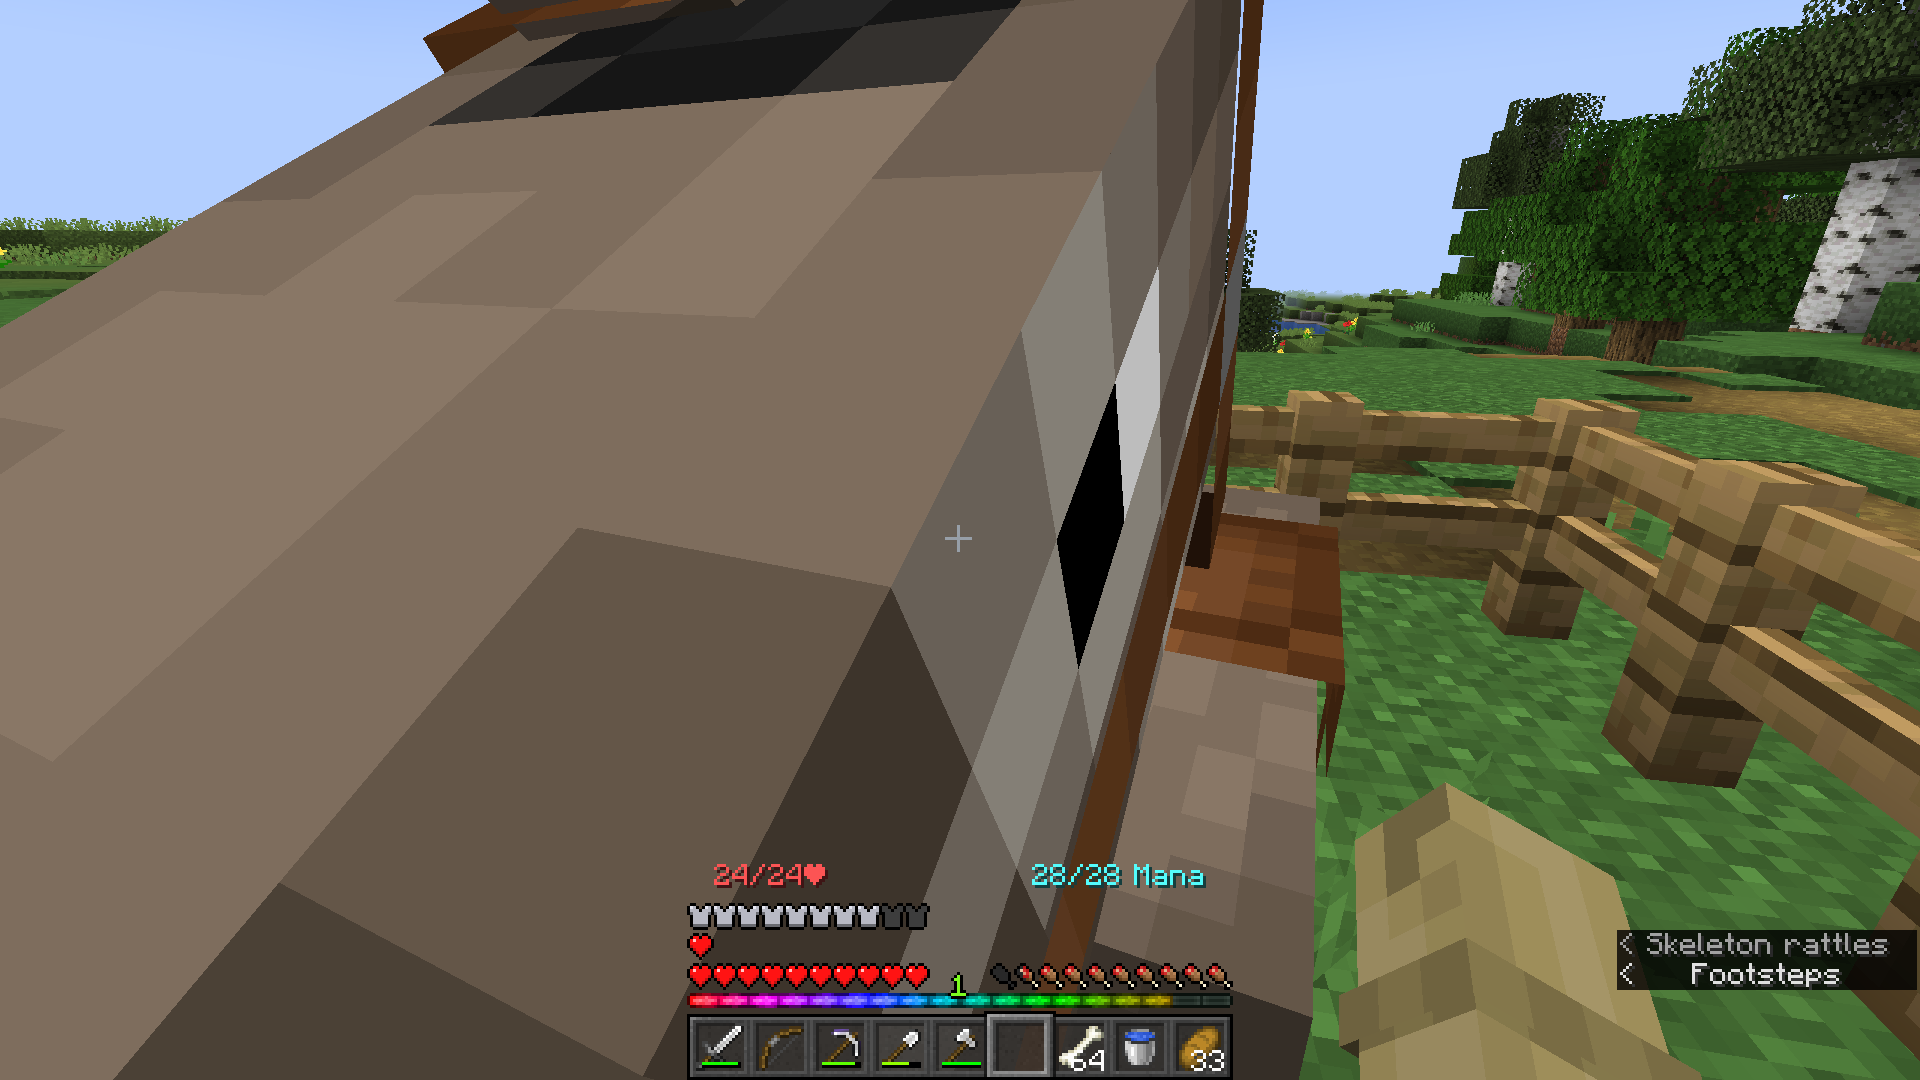 24/24❤ 28/28 Mana
< Skeleton rattles
< Footsteps
1
64 33